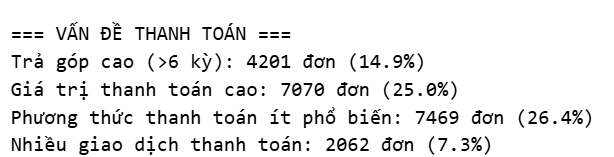 === VẤN ĐỀ THANH TOÁN ===
Trả góp cao (>6 kỳ): 4201 đơn (14.9%)
Giá trị thanh toán cao: 7070 đơn (25.0%)
Phương thức thanh toán ít phổ biến: 7469 đơn (26.4%)
Nhiều giao dịch thanh toán: 2062 đơn (7.3%)